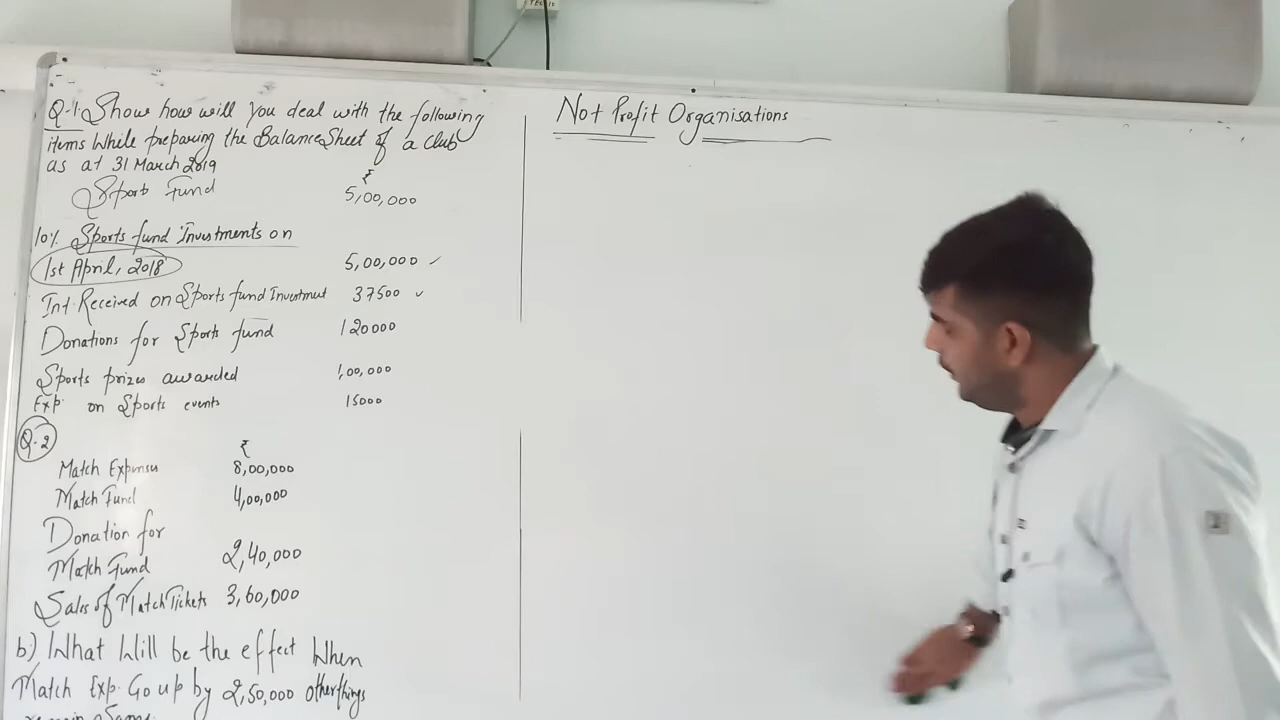 Q.1 Show how will You deal with the following
items While preparing the Balance Sheet of a club
as at 31 March 2019
₹
Sports Fund 5,00,000
10% Sports fund Investments on
1st April, 2018 5,00,000 ✓
Int. Received on Sports fund Investment 37500 ✓
Donations for Sports fund 120000
Sports prizes awarded 1,00,000
Exp. on Sports events 15000
Q.2
₹
Match Expenses 8,00,000
Match Fund 4,00,000
Donation for
Match Fund 2,40,000
Sales of Match Tickets 3,60,000
b.) What Will be the effect When
Match Exp. Go up by 2,50,000 other things
remain Same
Not Profit Organisations